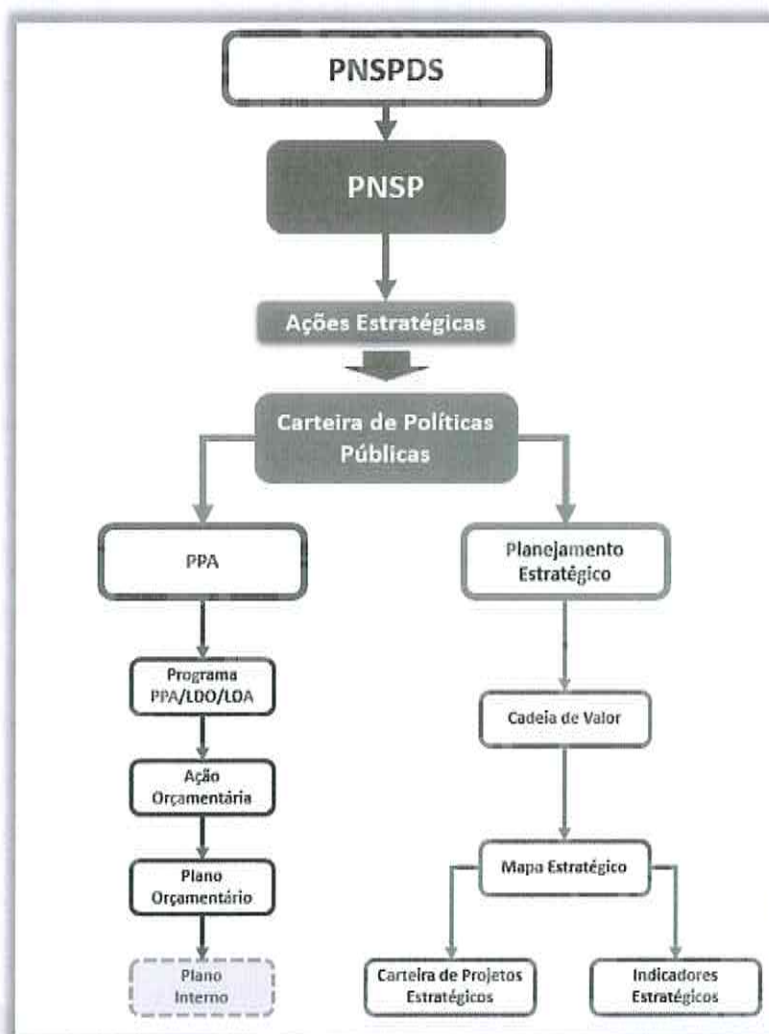 PNSPDS
PNSP
Ações Estratégicas
Carteira de Políticas
Públicas
PPA
Planejamento
Estratégico
Programa
PPA/LDO/LOA
Cadeia de Valor
Ação
Orçamentária
Plano
Orçamentário
Mapa Estratégico
Plano
Interno
Carteira de Projetos
Estratégicos
Indicadores
Estratégicos